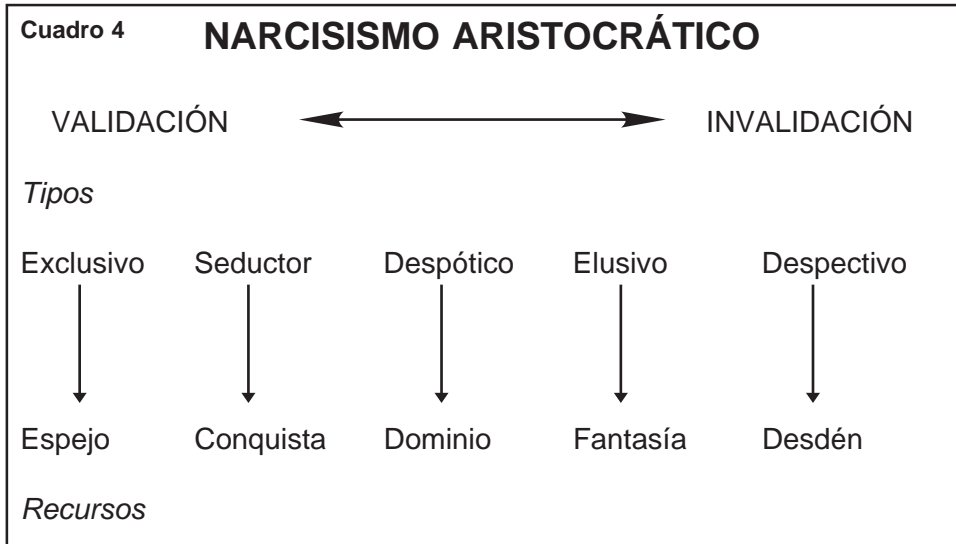 Cuadro 4 NARCISISMO ARISTOCRÁTICO
VALIDACIÓN INVALIDACIÓN
Tipos
Exclusivo Seductor Despótico Elusivo Despectivo
Espejo Conquista Dominio Fantasía Desdén
Recursos